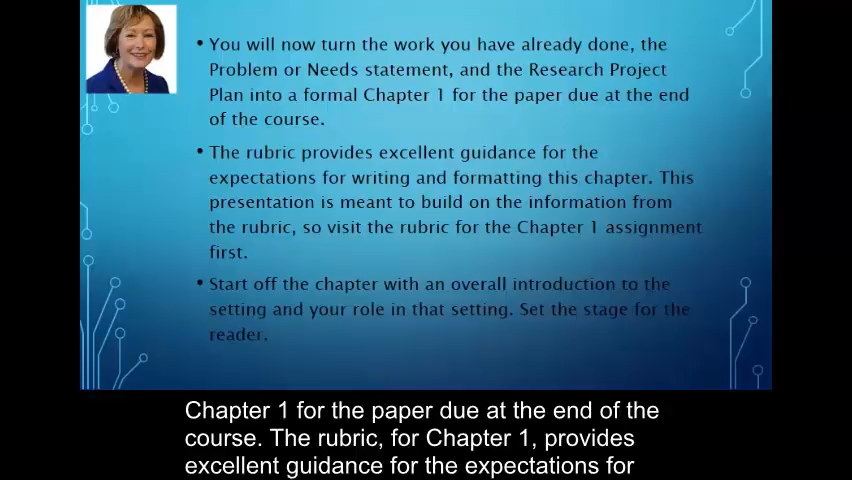 • You will now turn the work you have already done, the
Problem or Needs statement, and the Research Project
Plan into a formal Chapter 1 for the paper due at the end
of the course.
• The rubric provides excellent guidance for the
expectations for writing and formatting this chapter. This
presentation is meant to build on the information from
the rubric, so visit the rubric for the Chapter 1 assignment
first.
• Start off the chapter with an overall introduction to the
setting and your role in that setting. Set the stage for the
reader.
Chapter 1 for the paper due at the end of the
course. The rubric, for Chapter 1, provides
excellent guidance for the expectations for